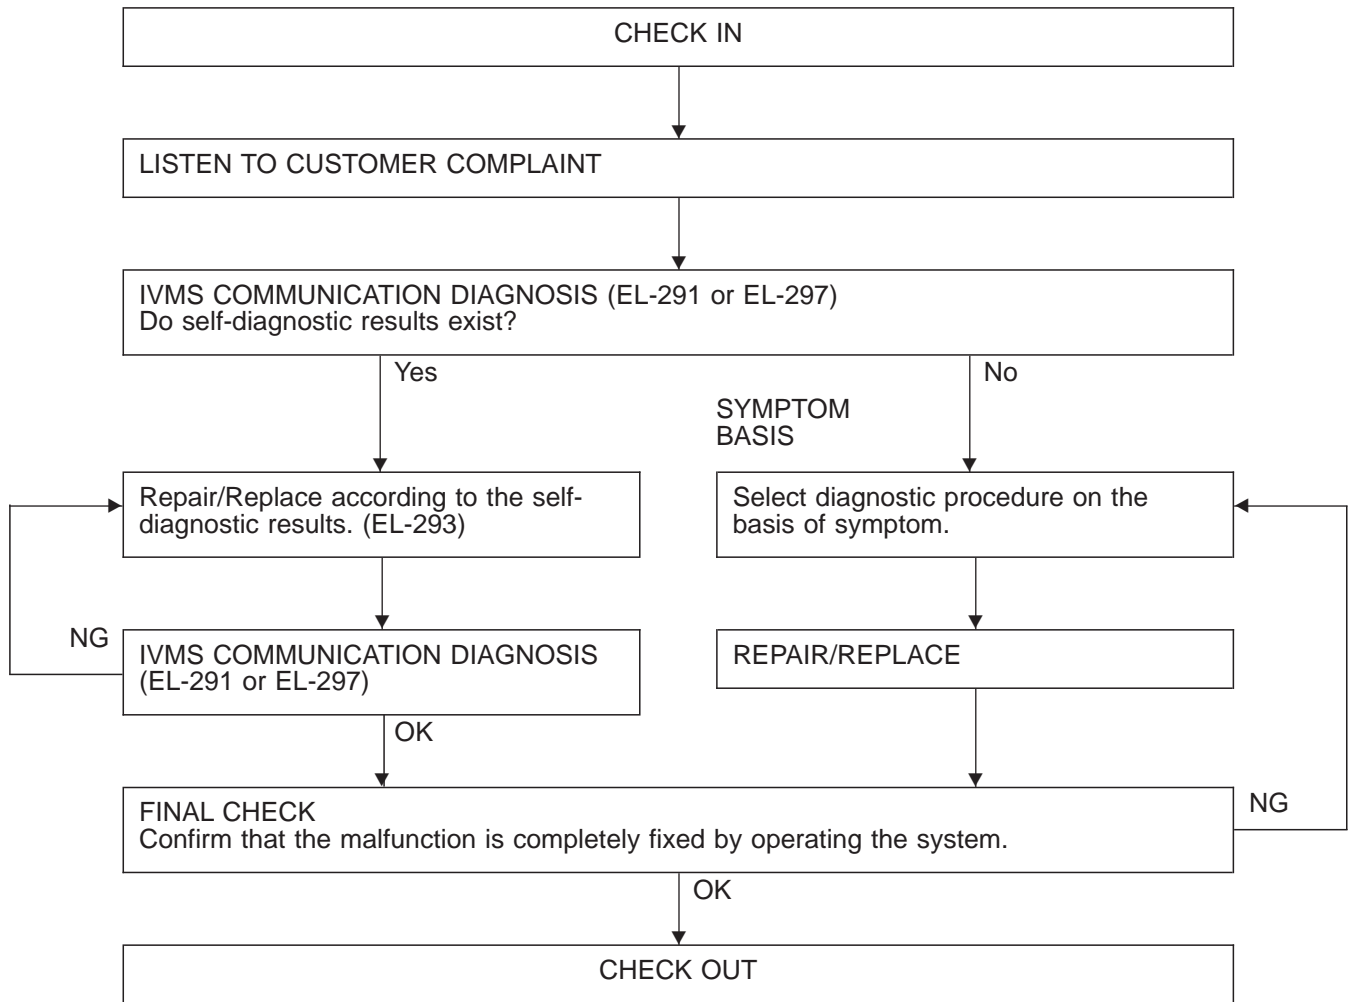 CHECK IN
LISTEN TO CUSTOMER COMPLAINT
IVMS COMMUNICATION DIAGNOSIS (EL-291 or EL-297)
Do self-diagnostic results exist?
Yes
No
SYMPTOM
BASIS
Repair/Replace according to the self-
diagnostic results. (EL-293)
Select diagnostic procedure on the
basis of symptom.
NG
IVMS COMMUNICATION DIAGNOSIS
(EL-291 or EL-297)
REPAIR/REPLACE
OK
FINAL CHECK
Confirm that the malfunction is completely fixed by operating the system.
NG
OK
CHECK OUT